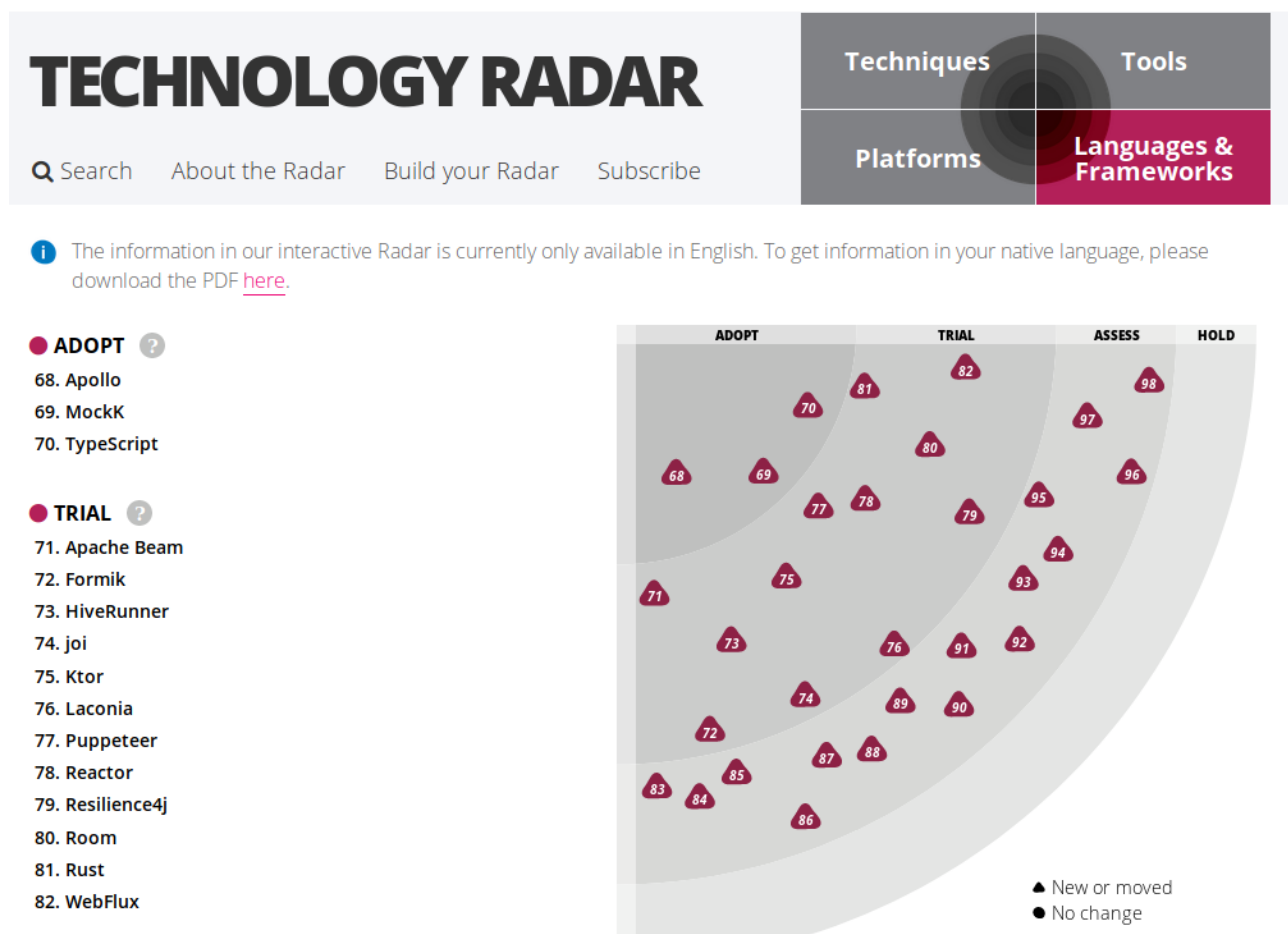 TECHNOLOGY RADAR
Search About the Radar Build your Radar Subscribe
Techniques Tools
Platforms Languages &
Frameworks
The information in our interactive Radar is currently only available in English. To get information in your native language, please
download the PDF here.
ADOPT ?
68. Apollo
69. MockK
70. TypeScript
TRIAL ?
71. Apache Beam
72. Formik
73. HiveRunner
74. joi
75. Ktor
76. Laconia
77. Puppeteer
78. Reactor
79. Resilience4j
80. Room
81. Rust
82. WebFlux
ADOPT TRIAL ASSESS HOLD
82
81
98
70
97
80
68
69
96
95
78
77
79
94
75
93
71
73
76
91
92
74
89
90
72
88
87
85
83
84
86
New or moved
No change